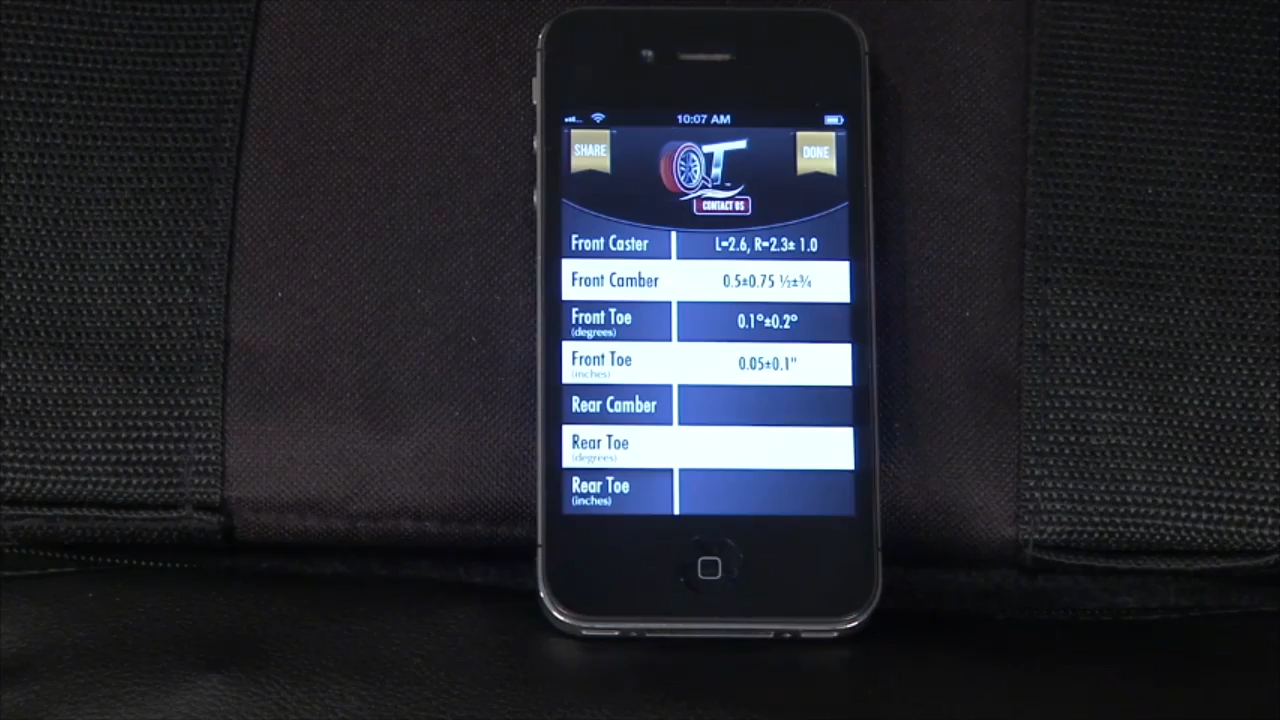 10:07 AM
SHARE
DONE
QT
CONTACT US
Front Caster L=2.6, R=2.3± 1.0
Front Camber 0.5±0.75 ½±¾
Front Toe 0.1°±0.2°
(degrees)
Front Toe 0.05±0.1"
(inches)
Rear Camber
Rear Toe
(degrees)
Rear Toe
(inches)